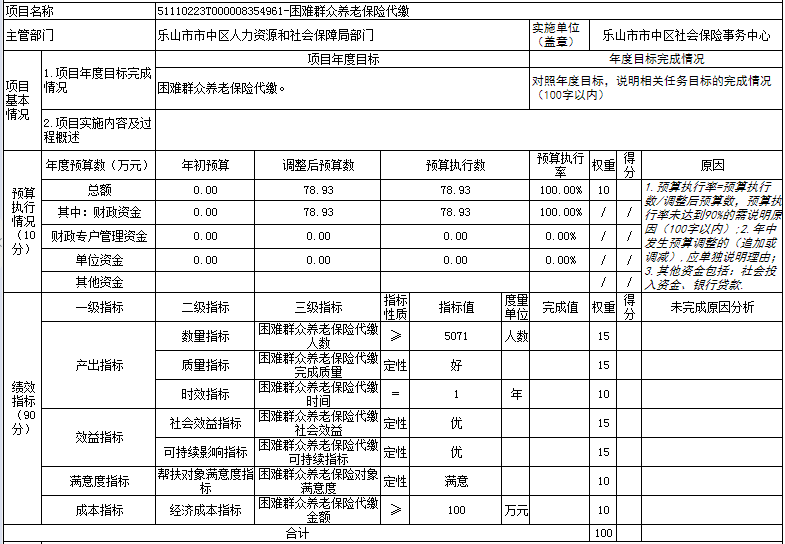 项目名称 51110223T000008354961-困难群众养老保险代缴
主管部门 乐山市市中区人力资源和社会保障局部门 实施单位（盖章） 乐山市市中区社会保险事务中心
项目基本情况 1.项目年度目标完成情况 项目年度目标 年度目标完成情况
困难群众养老保险代缴。 对照年度目标，说明相关任务目标的完成情况（100字以内）
2.项目实施内容及过程概述
预算执行情况（10分） 年度预算数（万元） 年初预算 调整后预算数 预算执行数 预算执行率 权重 得分 原因
总额 0.00 78.93 78.93 100.00% 10
其中：财政资金 0.00 78.93 78.93 100.00% / /
财政专户管理资金 0.00 0.00 0.00 0.00% / /
单位资金 0.00 0.00 0.00 0.00% / /
其他资金 / /
1.预算执行率=预算执行
数/调整后预算数，预算执
行率未达到90%的需说明原
因（100字以内）；2.年中
发生预算调整的（追加或
调减），应单独说明理由；
3.其他资金包括：社会投
入资金、银行贷款.
绩效指标（90分） 一级指标 二级指标 三级指标 指标性质 指标值 度量单位 完成值 权重 得分 未完成原因分析
产出指标 数量指标 困难群众养老保险代缴人数 ≥ 5071 人数 15
质量指标 困难群众养老保险代缴完成质量 定性 好 15
时效指标 困难群众养老保险代缴时间 = 1 年 10
效益指标 社会效益指标 困难群众养老保险代缴社会效益 定性 优 15
可持续影响指标 困难群众养老保险代缴可持续指标 定性 优 15
满意度指标 帮扶对象满意度指标 困难群众养老保险对象满意度 定性 满意 10
成本指标 经济成本指标 困难群众养老保险代缴金额 ≥ 100 万元 10
合计 100